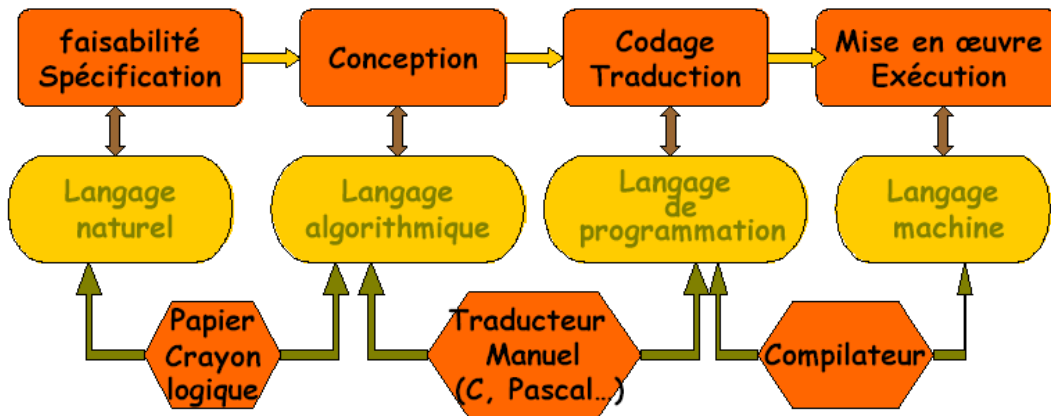 faisabilité
Spécification
Conception
Codage
Traduction
Mise en œuvre
Exécution
Langage
naturel
Langage
algorithmique
Langage
de
programmation
Langage
machine
Papier
Crayon
logique
Traducteur
Manuel
(C, Pascal…)
Compilateur